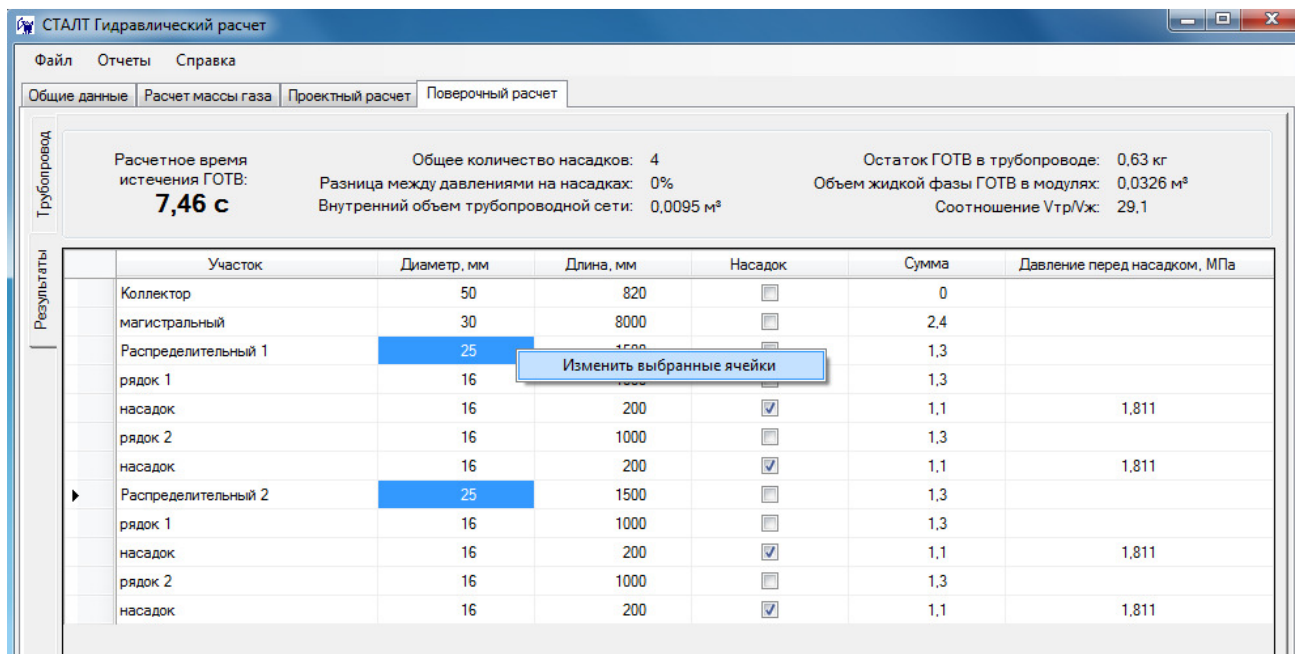 СТАЛТ Гидравлический расчет
Файл Отчеты Справка
Общие данные Расчет массы газа Проектный расчет Поверочный расчет
Трубопровод
Результаты
Расчетное время
истечения ГОТВ:
7,46 с
Общее количество насадков: 4
Разница между давлениями на насадках: 0%
Внутренний объем трубопроводной сети: 0,0095 м³
Остаток ГОТВ в трубопроводе: 0,63 кг
Объем жидкой фазы ГОТВ в модулях: 0,0326 м³
Соотношение Vтр/Vж: 29,1
Участок Диаметр, мм Длина, мм Насадок Сумма Давление перед насадком, МПа
Коллектор 50 820 0
магистральный 30 8000 2,4
Распределительный 1 25 1,3
Изменить выбранные ячейки
рядок 1 16 1,3
насадок 16 200 1,1 1,811
рядок 2 16 1000 1,3
насадок 16 200 1,1 1,811
Распределительный 2 25 1500 1,3
рядок 1 16 1000 1,3
насадок 16 200 1,1 1,811
рядок 2 16 1000 1,3
насадок 16 200 1,1 1,811